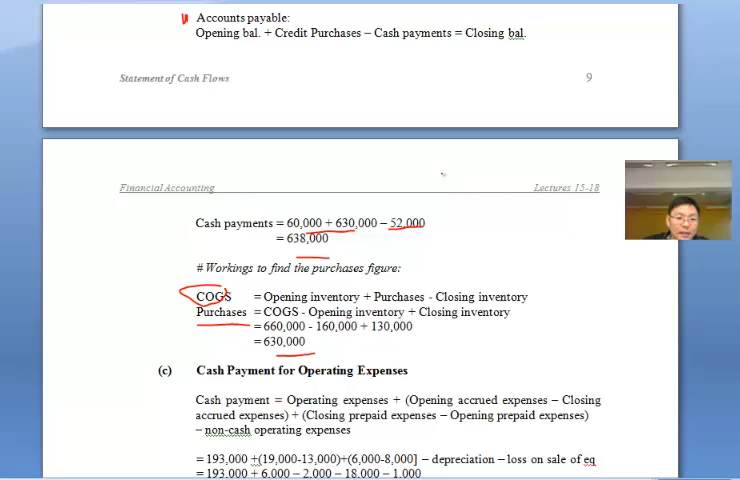 Accounts payable:
Opening bal. + Credit Purchases – Cash payments = Closing bal.
Statement of Cash Flows 9
Financial Accounting Lectures 15-18
Cash payments = 60,000 + 630,000 – 52,000
= 638,000
# Workings to find the purchases figure:
COGS = Opening inventory + Purchases - Closing inventory
Purchases = COGS - Opening inventory + Closing inventory
= 660,000 - 160,000 + 130,000
= 630,000
(c) Cash Payment for Operating Expenses
Cash payment = Operating expenses + (Opening accrued expenses – Closing
accrued expenses) + (Closing prepaid expenses – Opening prepaid expenses)
– non-cash operating expenses
= 193,000 +(19,000-13,000)+(6,000-8,000] – depreciation – loss on sale of eq
= 193,000 + 6,000 – 2,000 – 18,000 – 1,000